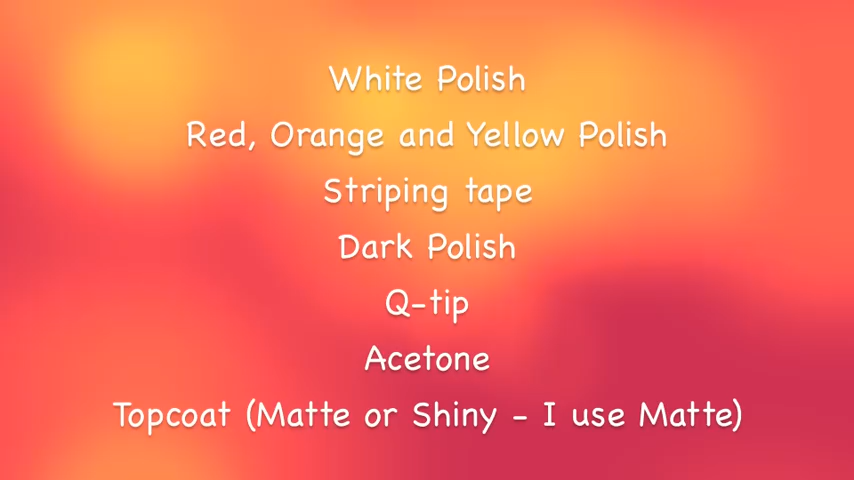 White Polish
Red, Orange and Yellow Polish
Striping tape
Dark Polish
Q-tip
Acetone
Topcoat (Matte or Shiny - I use Matte)